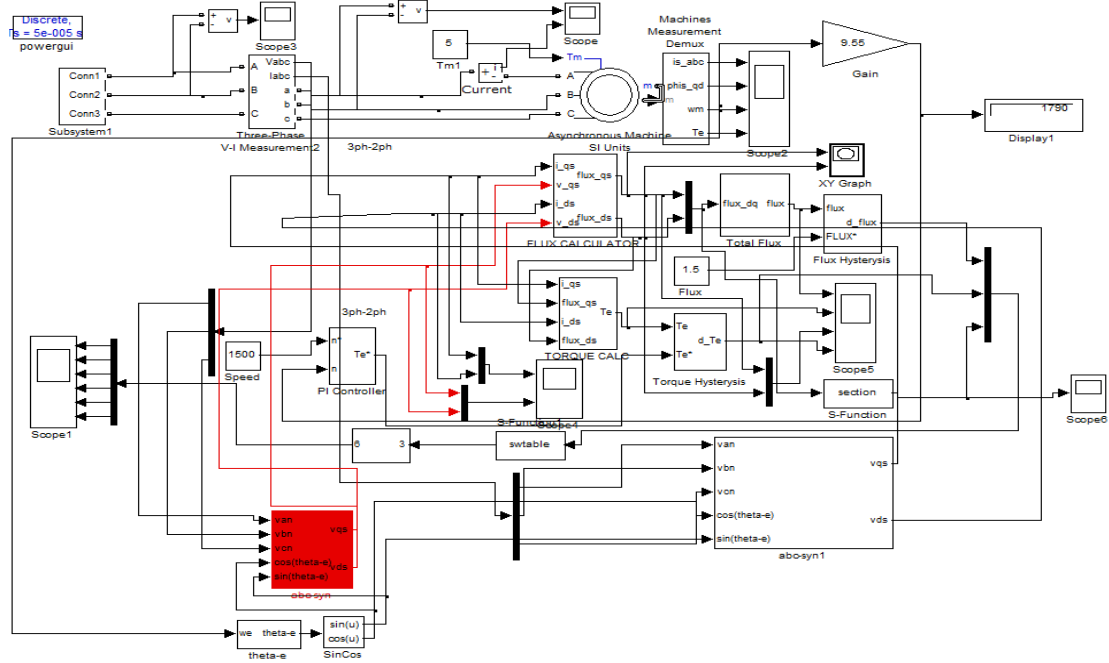 Discrete,
s = 5e-005 s
powergui
+
-
v
Scope3
+
-
v
Scope
5
Tm1
Machines
Measurement
Demux
9.55
Gain
Conn1
Conn2
Conn3
Subsystem1
A
B
C
Vabc
Iabc
a
b
c
Three-Phase
V-I Measurement2
+
-
i
Current
Tm
A
B
C
m
m
Asynchronous Machine
SI Units
is_abc
phis_qd
wm
Te
Scope2
1790
Display1
3ph-2ph
i_qs
v_qs
i_ds
v_ds
flux_qs
flux_ds
FLUX CALCULATOR
XY Graph
flux_dq
flux
Total Flux
flux
FLUX*
d_flux
Flux Hysterysis
1.5
Flux
i_qs
flux_qs
i_ds
flux_ds
Te
TORQUE CALC
Te
Te*
d_Te
Torque Hysterysis
Scope5
3ph-2ph
1500
Speed
n*
n
Te*
PI Controller
Scope1
section
S-Function
Scope6
Scope4
6
3
swtable
van
vbn
vcn
cos(theta-e)
sin(theta-e)
vqs
vds
abc-syn1
van
vbn
vcn
cos(theta-e)
sin(theta-e)
vqs
vds
abc-syn
we
theta-e
theta-e
sin(u)
cos(u)
SinCos